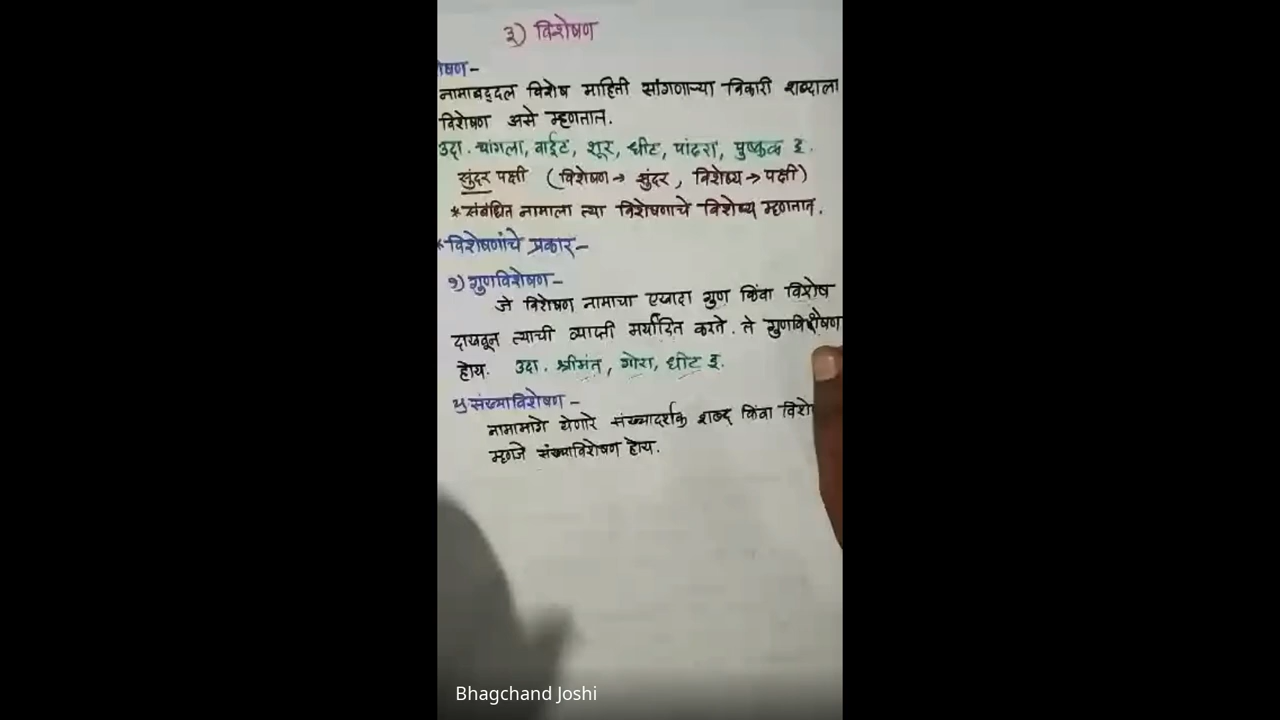 ३) विशेषण
शेषण -
नामाबद्दल विशेष माहिती सांगणाऱ्या विकारी शब्दाला
विशेषण असे म्हणतात.
उदा. चांगला, वाईट, शूर, धीट, पांढरा, पुष्कळ इ.
सुंदर पक्षी (विशेषण → सुंदर, विशेष्य → पक्षी)
* संबंधित नामाला त्या विशेषणाचे विशेष्य म्हणतात.
* विशेषणांचे प्रकार -
१) गुणविशेषण -
जे विशेषण नामाचा एखादा गुण किंवा विशेष
दाखवून त्याची व्याप्ती मर्यादित करते. ते गुणविशेषण
होय. उदा. श्रीमंत, गोरा, धीट इ.
संख्याविशेषण -
नामामागे येणारे संख्यादर्शक शब्द किंवा विशे
म्हणजे संख्याविशेषण होय.
Bhagchand Joshi